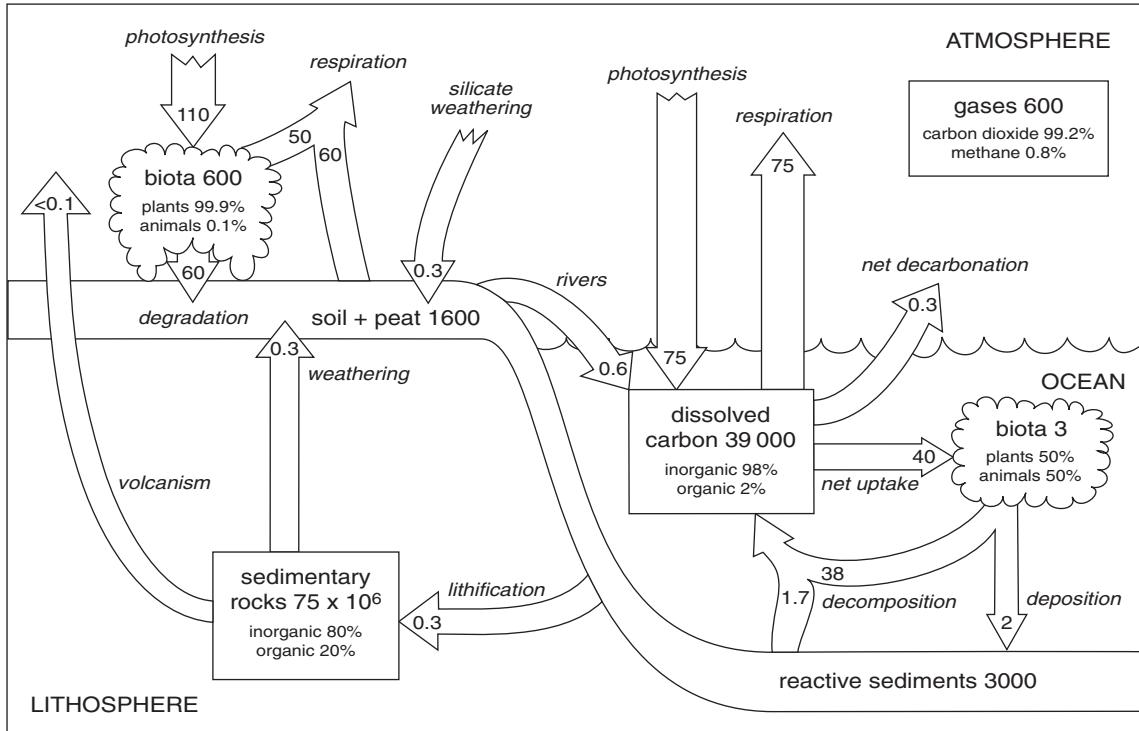 photosynthesis
110
respiration
50
60
silicate
weathering
0.3
photosynthesis
75
respiration
75
ATMOSPHERE
gases 600
carbon dioxide 99.2%
methane 0.8%
<0.1
biota 600
plants 99.9%
animals 0.1%
60
degradation
soil + peat 1600
rivers
0.6
net decarbonation
0.3
0.3
weathering
OCEAN
dissolved
carbon 39 000
inorganic 98%
organic 2%
40
net uptake
biota 3
plants 50%
animals 50%
volcanism
sedimentary
rocks 75 x 10⁶
inorganic 80%
organic 20%
lithification
0.3
38
1.7
decomposition
deposition
2
reactive sediments 3000
LITHOSPHERE